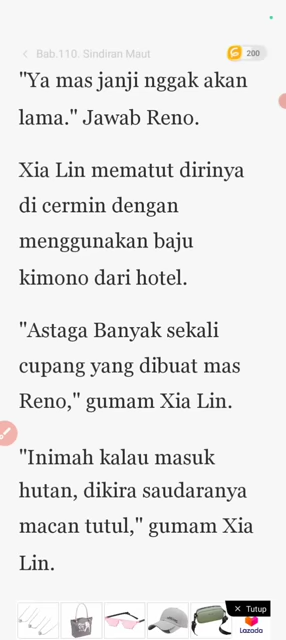 Bab.110. Sindiran Maut
200
"Ya mas janji nggak akan
lama." Jawab Reno.
Xia Lin mematut dirinya
di cermin dengan
menggunakan baju
kimono dari hotel.
"Astaga Banyak sekali
cupang yang dibuat mas
Reno," gumam Xia Lin.
"Inimah kalau masuk
hutan, dikira saudaranya
macan tutul," gumam Xia
Lin.
× Tutup
Lazada